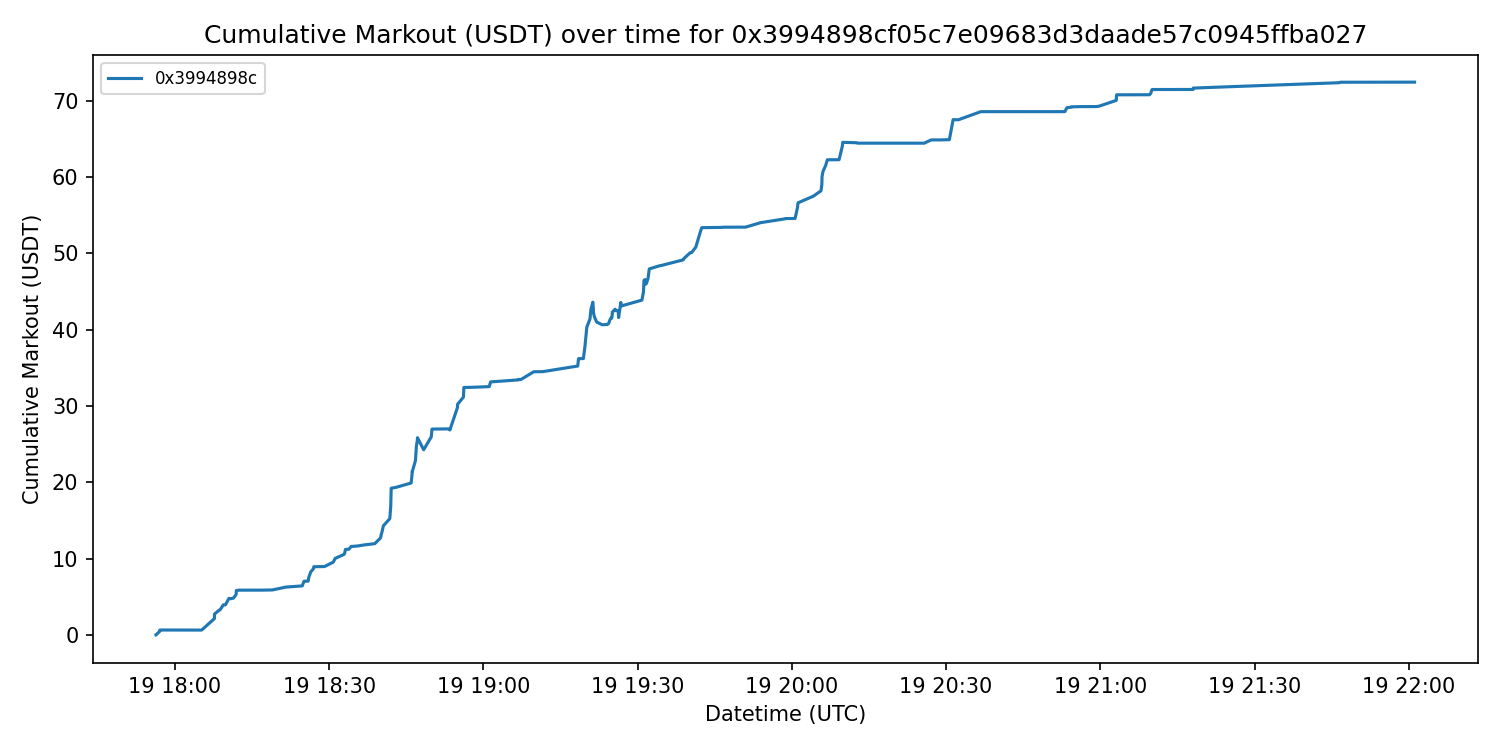 Cumulative Markout (USDT) over time for 0x3994898cf05c7e09683d3daade57c0945ffba027
0x3994898c
Cumulative Markout (USDT)
70
60
50
40
30
20
10
0
19 18:00 19 18:30 19 19:00 19 19:30 19 20:00 19 20:30 19 21:00 19 21:30 19 22:00
Datetime (UTC)